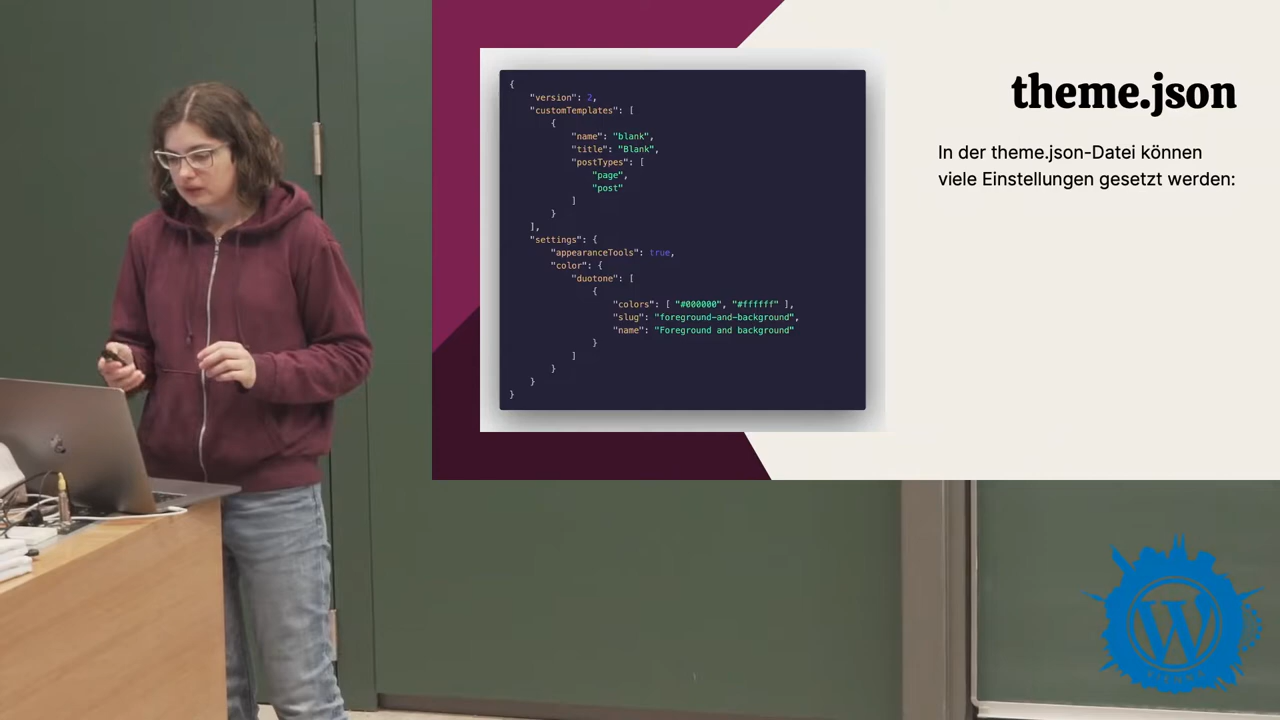 theme.json
In der theme.json-Datei können
viele Einstellungen gesetzt werden:
{
    "version": 2,
    "customTemplates": [
        {
            "name": "blank",
            "title": "Blank",
            "postTypes": [
                "page",
                "post"
            ]
        }
    ],
    "settings": {
        "appearanceTools": true,
        "color": {
            "duotone": [
                {
                    "colors": [ "#000000", "#ffffff" ],
                    "slug": "foreground-and-background",
                    "name": "Foreground and background"
                }
            ]
        }
    }
}
W